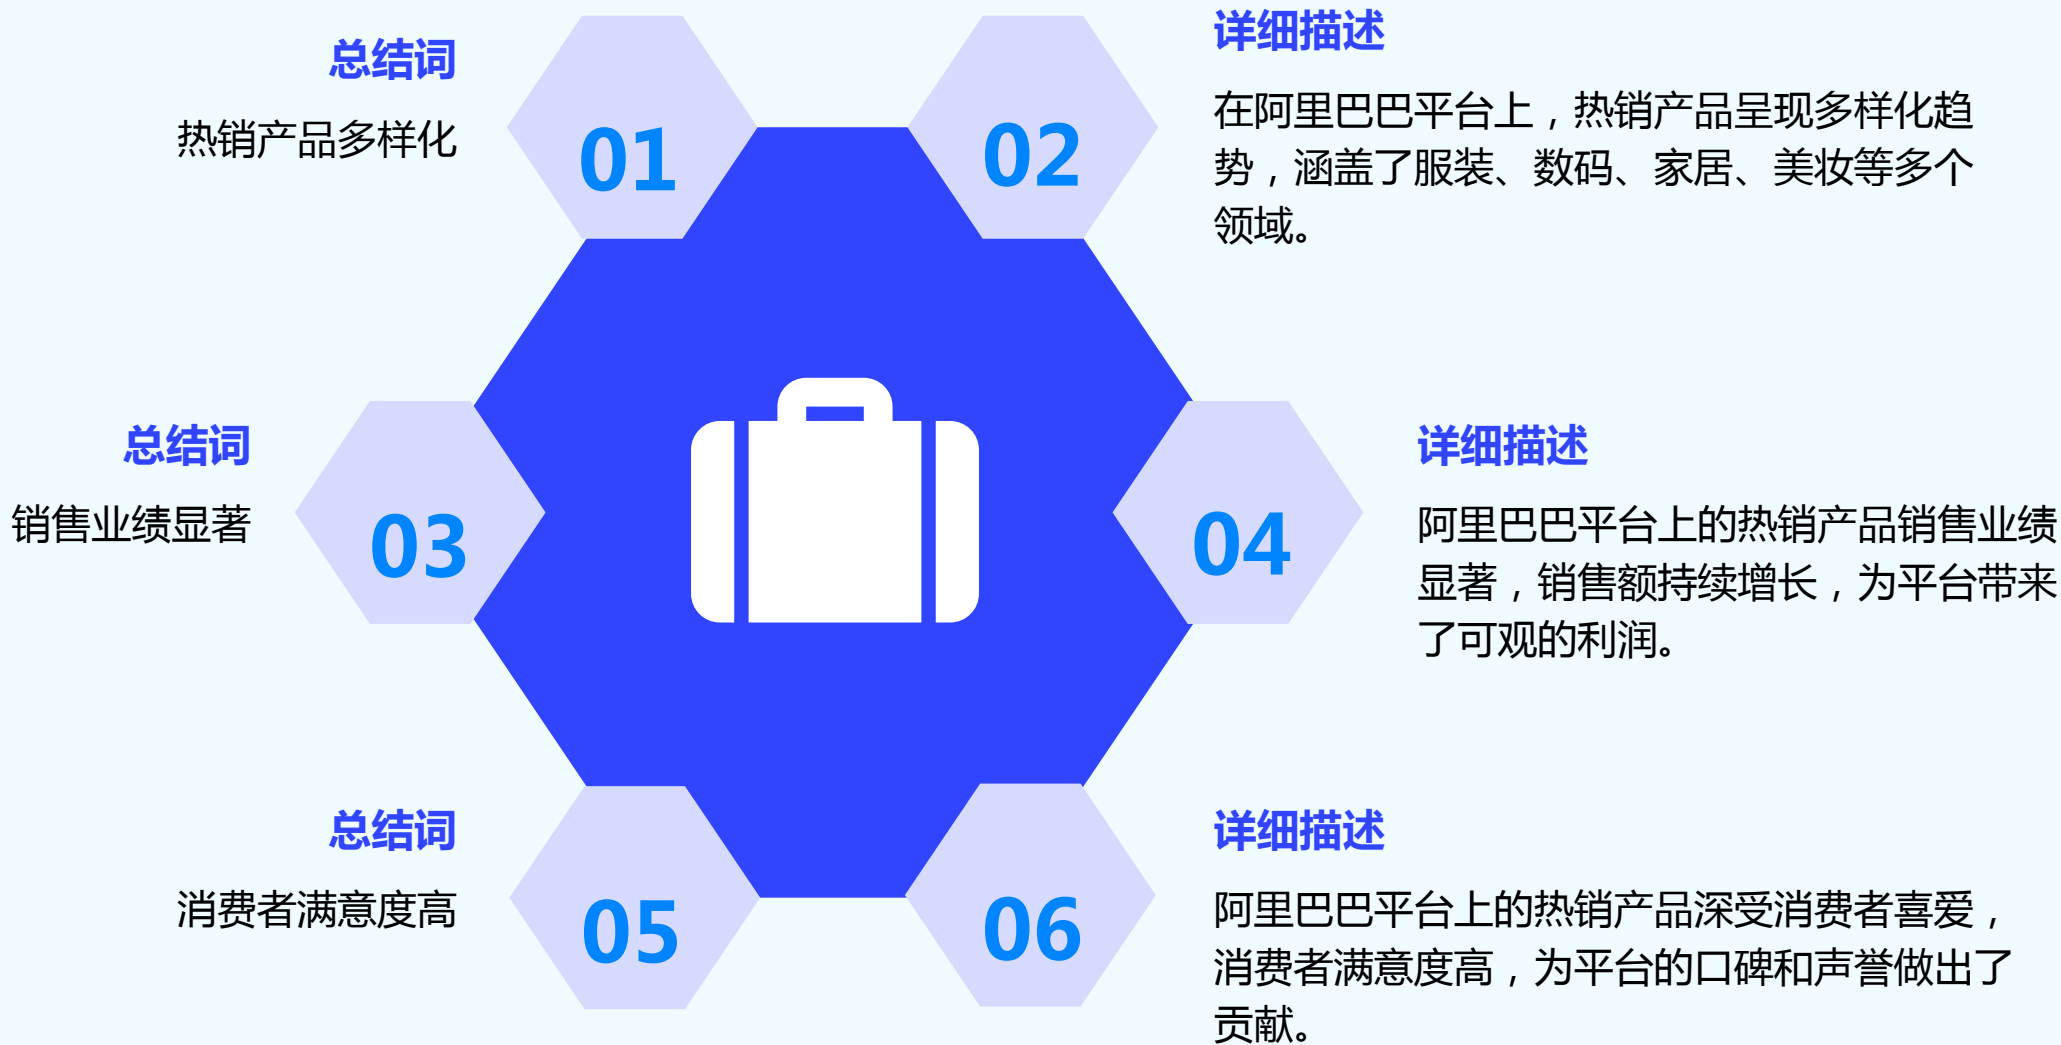 总结词
热销产品多样化
01
02
详细描述
在阿里巴巴平台上，热销产品呈现多样化趋
势，涵盖了服装、数码、家居、美妆等多个
领域。
总结词
销售业绩显著
03
04
详细描述
阿里巴巴平台上的热销产品销售业绩
显著，销售额持续增长，为平台带来
了可观的利润。
总结词
消费者满意度高
05
06
详细描述
阿里巴巴平台上的热销产品深受消费者喜爱，
消费者满意度高，为平台的口碑和声誉做出了
贡献。